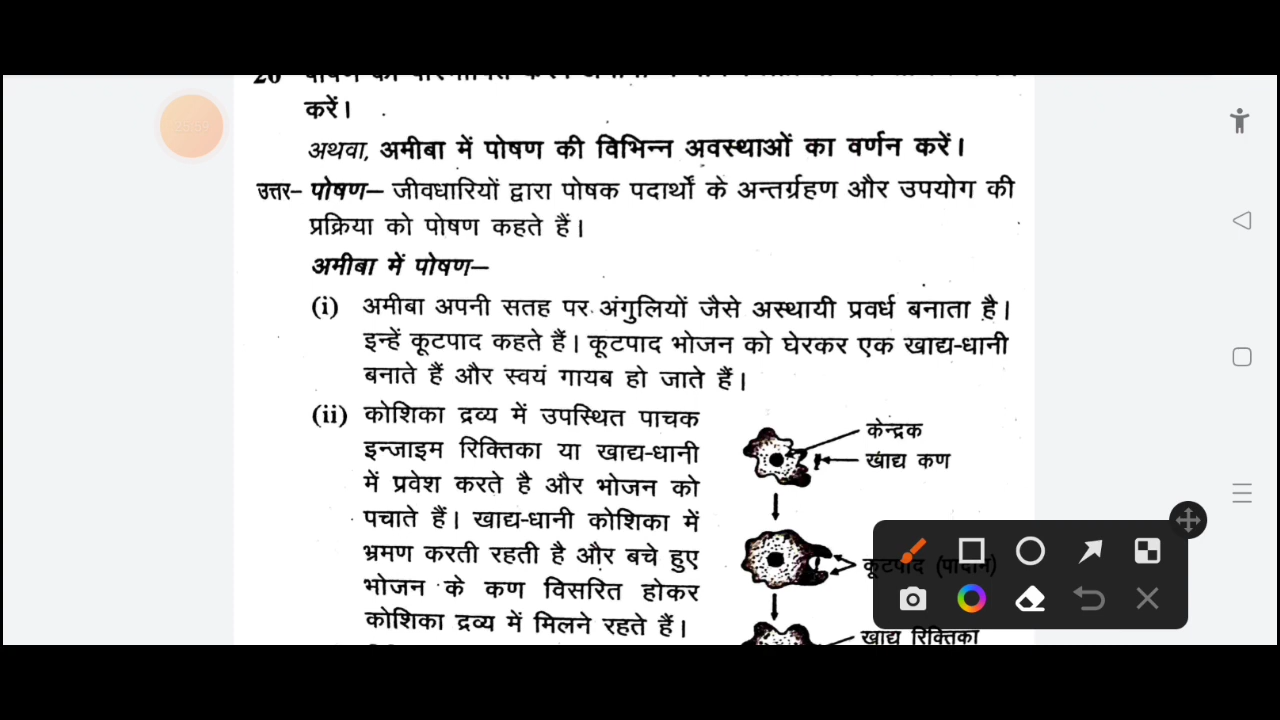 करें।
अथवा, अमीबा में पोषण की विभिन्न अवस्थाओं का वर्णन करें।
उत्तर– पोषण– जीवधारियों द्वारा पोषक पदार्थों के अन्तर्ग्रहण और उपयोग की
प्रक्रिया को पोषण कहते हैं।
अमीबा में पोषण–
(i) अमीबा अपनी सतह पर अंगुलियों जैसे अस्थायी प्रवर्ध बनाता है।
इन्हें कूटपाद कहते हैं। कूटपाद भोजन को घेरकर एक खाद्य-धानी
बनाते हैं और स्वयं गायब हो जाते हैं।
(ii) कोशिका द्रव्य में उपस्थित पाचक
इन्जाइम रिक्तिका या खाद्य-धानी
में प्रवेश करते है और भोजन को
पचाते हैं। खाद्य-धानी कोशिका में
भ्रमण करती रहती है और बचे हुए
भोजन के कण विसरित होकर
कोशिका द्रव्य में मिलने रहते हैं।
केन्द्रक
खाद्य कण
कूटपाद
खाद्य रिक्तिका